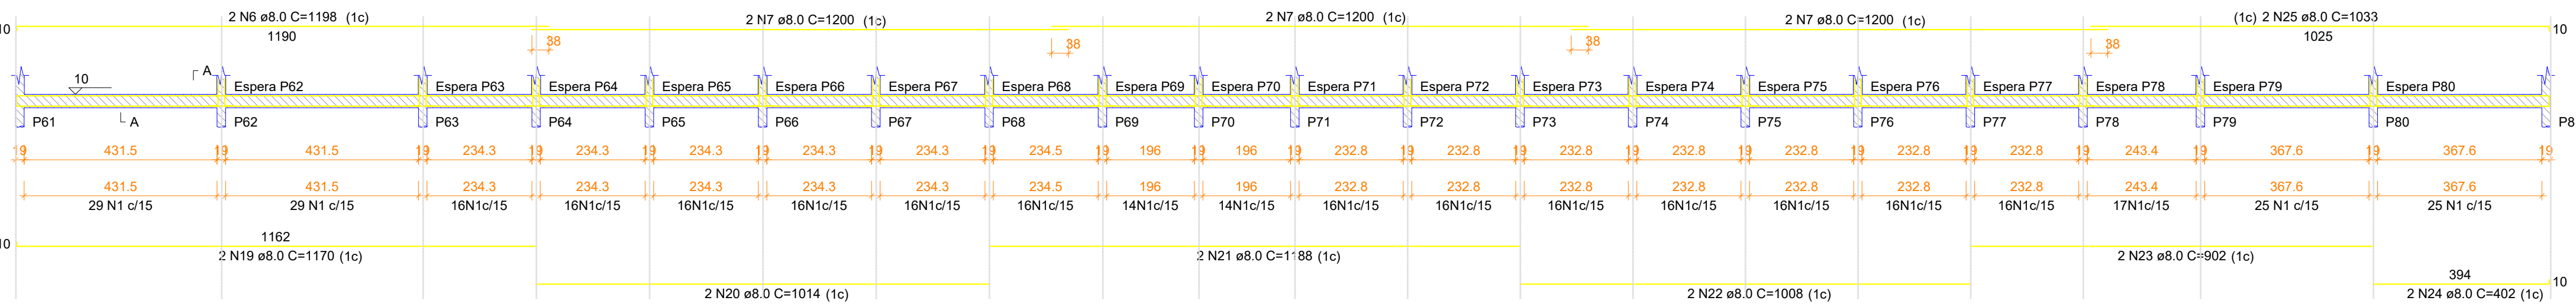 2 N6 ø8.0 C=1198 (1c) 2 N7 ø8.0 C=1200 (1c) 2 N7 ø8.0 C=1200 (1c) 2 N7 ø8.0 C=1200 (1c) (1c) 2 N25 ø8.0 C=1033
10 1190 1025 10
38 38 38 38
10 A
Espera P62 Espera P63 Espera P64 Espera P65 Espera P66 Espera P67 Espera P68 Espera P69 Espera P70 Espera P71 Espera P72 Espera P73 Espera P74 Espera P75 Espera P76 Espera P77 Espera P78 Espera P79 Espera P80
P61 A P62 P63 P64 P65 P66 P67 P68 P69 P70 P71 P72 P73 P74 P75 P76 P77 P78 P79 P80 P8
19 431.5 19 431.5 19 234.3 19 234.3 19 234.3 19 234.3 19 234.3 19 234.5 19 196 19 196 19 232.8 19 232.8 19 232.8 19 232.8 19 232.8 19 232.8 19 232.8 19 243.4 19 367.6 19 367.6 19
431.5 431.5 234.3 234.3 234.3 234.3 234.3 234.5 196 196 232.8 232.8 232.8 232.8 232.8 232.8 232.8 243.4 367.6 367.6
29 N1 c/15 29 N1 c/15 16N1c/15 16N1c/15 16N1c/15 16N1c/15 16N1c/15 16N1c/15 14N1c/15 14N1c/15 16N1c/15 16N1c/15 16N1c/15 16N1c/15 16N1c/15 16N1c/15 16N1c/15 17N1c/15 25 N1 c/15 25 N1 c/15
10 1162
2 N19 ø8.0 C=1170 (1c) 2 N21 ø8.0 C=1188 (1c) 2 N23 ø8.0 C=902 (1c)
394 10
2 N20 ø8.0 C=1014 (1c) 2 N22 ø8.0 C=1008 (1c) 2 N24 ø8.0 C=402 (1c)